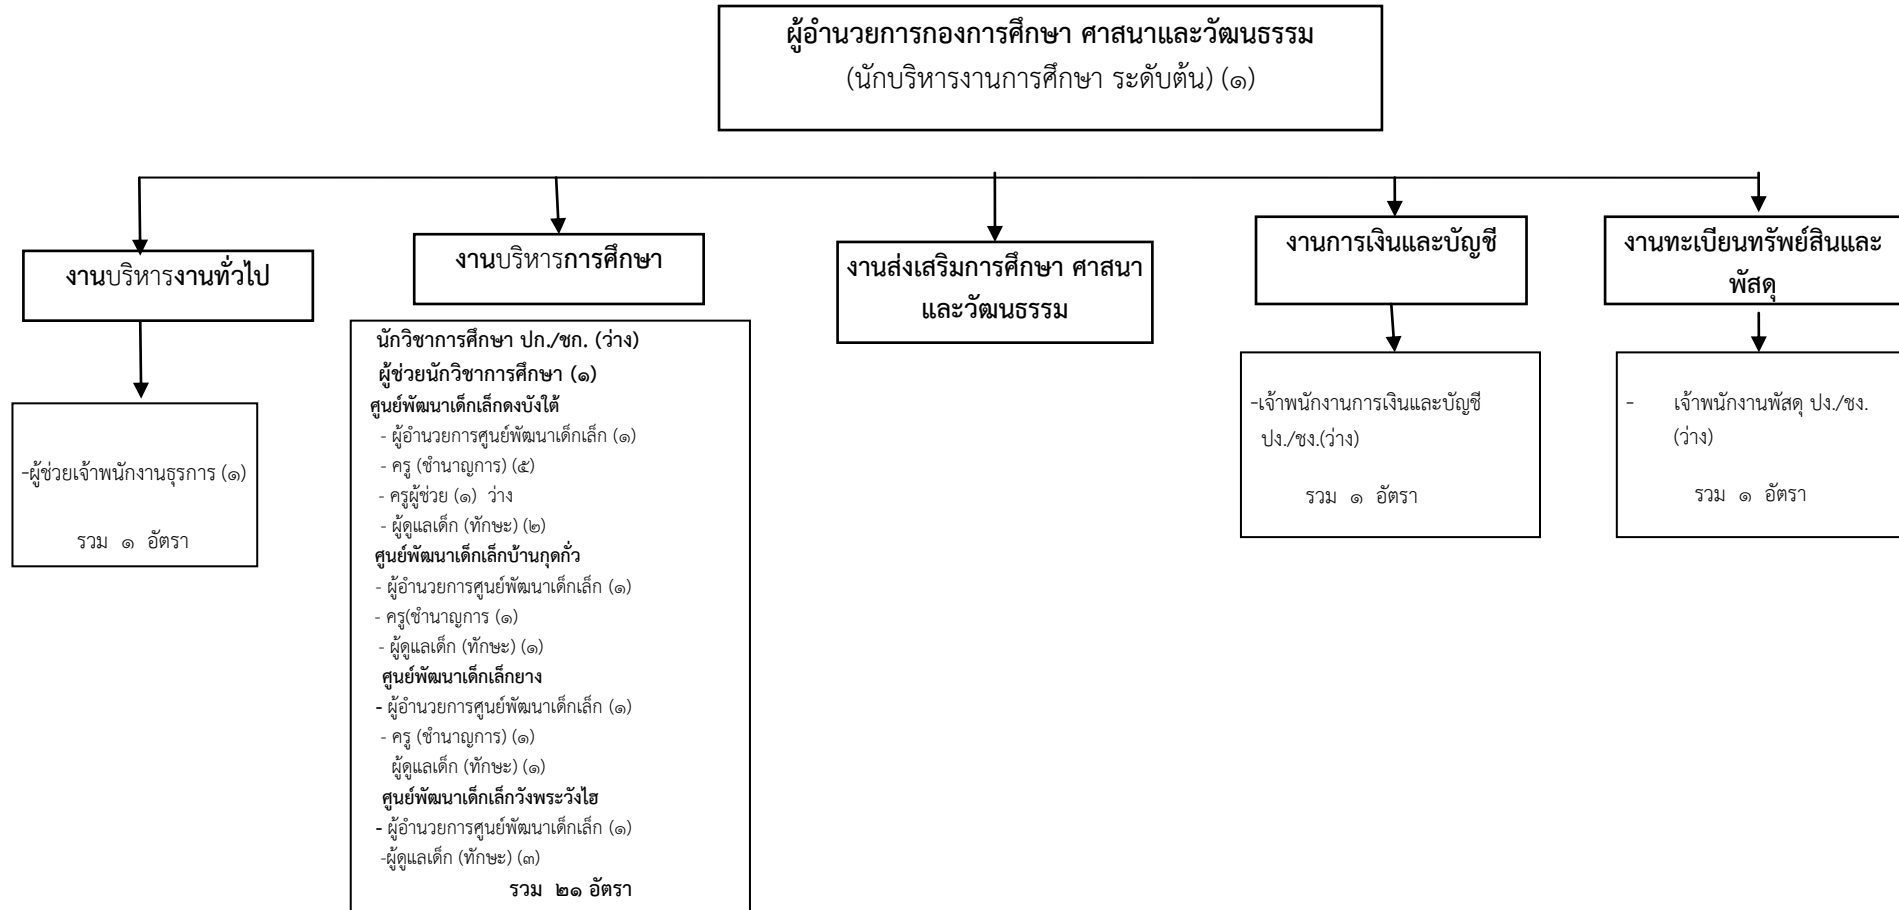 ผู้อำนวยการกองการศึกษา ศาสนาและวัฒนธรรม
(นักบริหารงานการศึกษา ระดับต้น) (๑)
งานบริหารงานทั่วไป
-ผู้ช่วยเจ้าพนักงานธุรการ (๑)
รวม ๑ อัตรา
งานบริหารการศึกษา
นักวิชาการศึกษา ปก./ชก. (ว่าง)
ผู้ช่วยนักวิชาการศึกษา (๑)
ศูนย์พัฒนาเด็กเล็กดงบังใต้
- ผู้อำนวยการศูนย์พัฒนาเด็กเล็ก (๑)
- ครู (ชำนาญการ) (๕)
- ครูผู้ช่วย (๑) ว่าง
- ผู้ดูแลเด็ก (ทักษะ) (๒)
ศูนย์พัฒนาเด็กเล็กบ้านกุดกั่ว
- ผู้อำนวยการศูนย์พัฒนาเด็กเล็ก (๑)
- ครู(ชำนาญการ (๑)
- ผู้ดูแลเด็ก (ทักษะ) (๑)
ศูนย์พัฒนาเด็กเล็กยาง
- ผู้อำนวยการศูนย์พัฒนาเด็กเล็ก (๑)
- ครู (ชำนาญการ) (๑)
ผู้ดูแลเด็ก (ทักษะ) (๑)
ศูนย์พัฒนาเด็กเล็กวังพระวังไฮ
- ผู้อำนวยการศูนย์พัฒนาเด็กเล็ก (๑)
-ผู้ดูแลเด็ก (ทักษะ) (๓)
รวม ๒๑ อัตรา
งานส่งเสริมการศึกษา ศาสนา
และวัฒนธรรม
งานการเงินและบัญชี
-เจ้าพนักงานการเงินและบัญชี
ปง./ชง.(ว่าง)
รวม ๑ อัตรา
งานทะเบียนทรัพย์สินและ
พัสดุ
- เจ้าพนักงานพัสดุ ปง./ชง.
(ว่าง)
รวม ๑ อัตรา